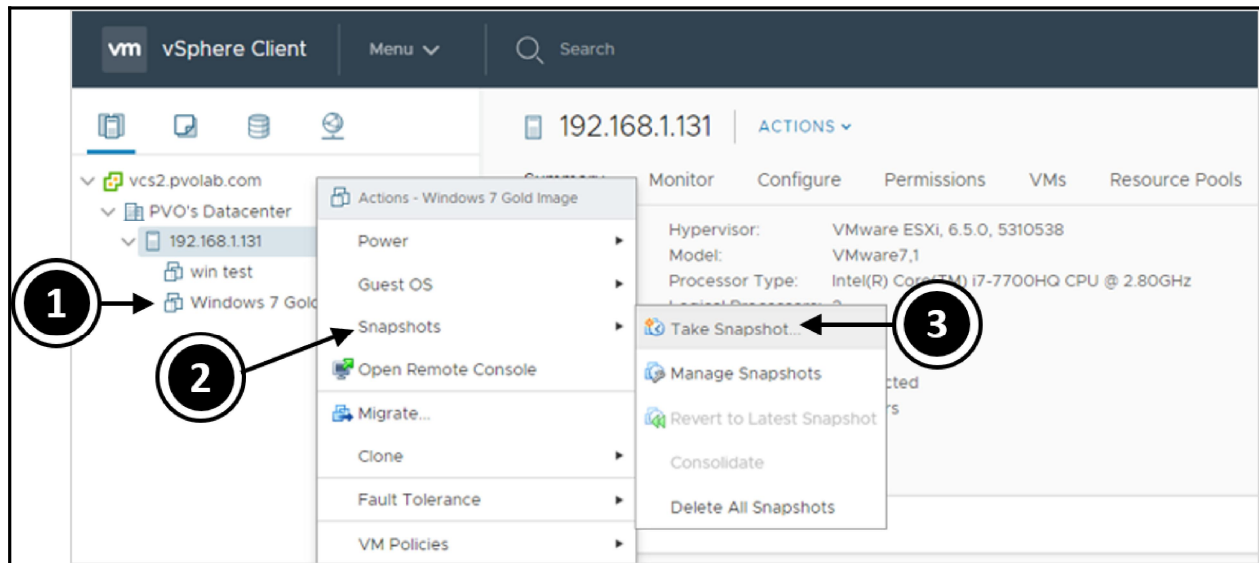 vm vSphere Client Menu Search
192.168.1.131 ACTIONS
vcs2.pvolab.com
PVO's Datacenter
192.168.1.131
win test
Windows 7 Gold
1
2
3
Actions - Windows 7 Gold Image
Power
Guest OS
Snapshots
Open Remote Console
Migrate...
Clone
Fault Tolerance
VM Policies
Take Snapshot...
Manage Snapshots
Revert to Latest Snapshot
Consolidate
Delete All Snapshots
Summary Monitor Configure Permissions VMs Resource Pools
Hypervisor: VMware ESXi, 6.5.0, 5310538
Model: VMware7,1
Processor Type: Intel(R) Core(TM) i7-7700HQ CPU @ 2.80GHz
Logical Processors: 2